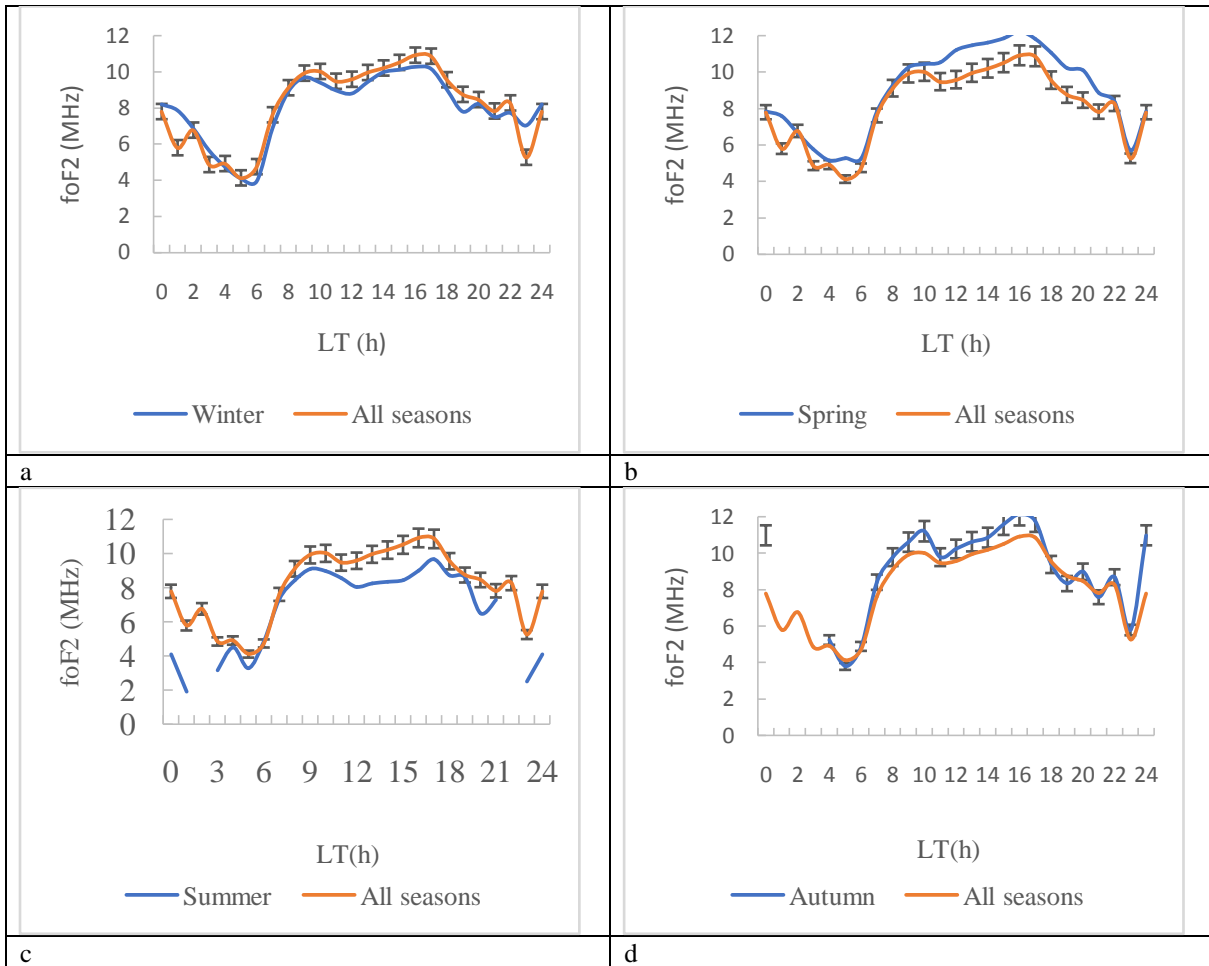 12
10
8
6
4
2
0
foF2 (MHz)
0 2 4 6 8 10 12 14 16 18 20 22 24
LT (h)
Winter All seasons
a
12
10
8
6
4
2
0
foF2 (MHz)
0 2 4 6 8 10 12 14 16 18 20 22 24
LT (h)
Spring All seasons
b
12
10
8
6
4
2
0
foF2 (MHz)
0 3 6 9 12 15 18 21 24
LT(h)
Summer All seasons
c
12
10
8
6
4
2
0
foF2 (MHz)
0 2 4 6 8 10 12 14 16 18 20 22 24
LT(h)
Autumn All seasons
d